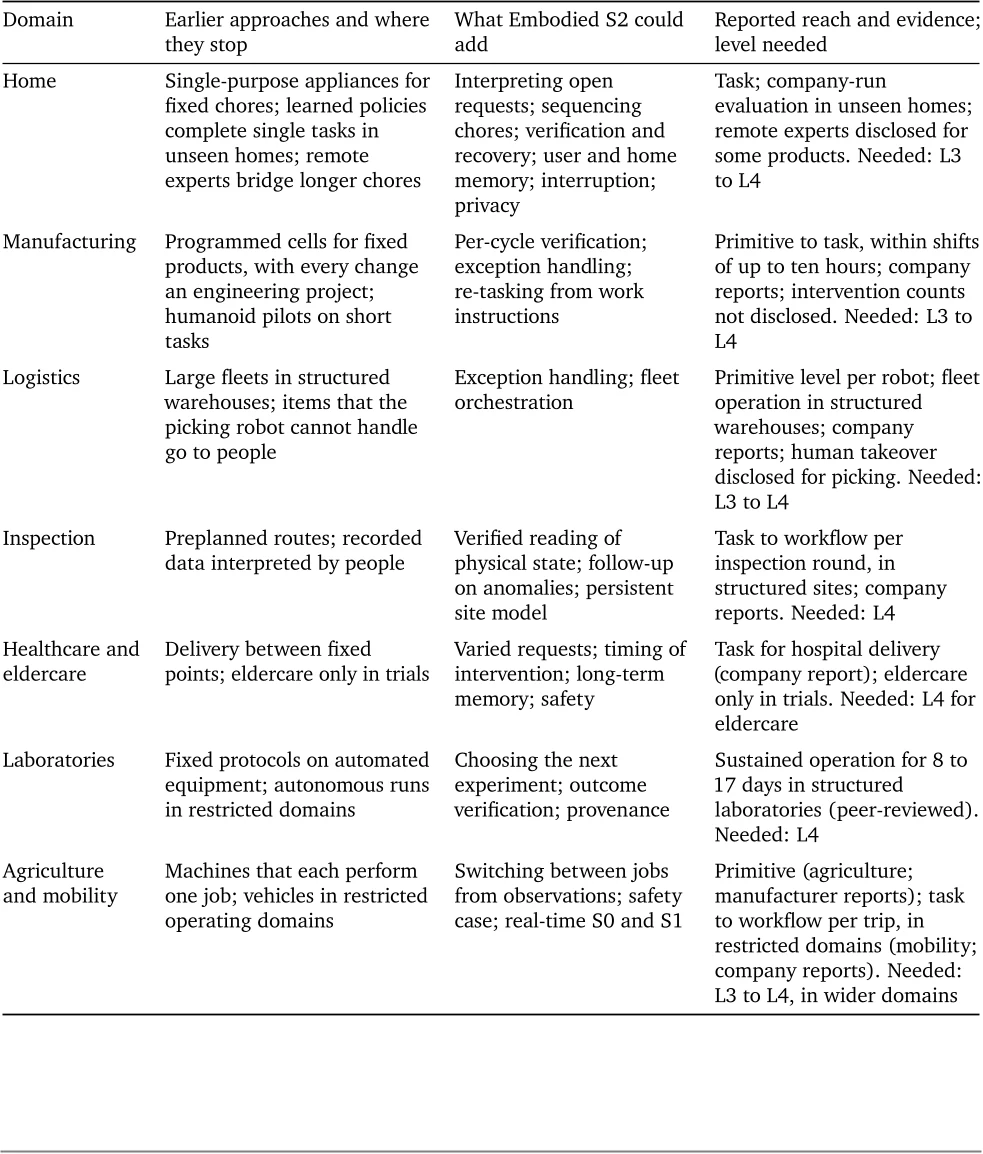 Domain
Earlier approaches and where
they stop
What Embodied S2 could
add
Reported reach and evidence;
level needed
Home
Single-purpose appliances for
fixed chores; learned policies
complete single tasks in
unseen homes; remote
experts bridge longer chores
Interpreting open
requests; sequencing
chores; verification and
recovery; user and home
memory; interruption;
privacy
Task; company-run
evaluation in unseen homes;
remote experts disclosed for
some products. Needed: L3
to L4
Manufacturing
Programmed cells for fixed
products, with every change
an engineering project;
humanoid pilots on short
tasks
Per-cycle verification;
exception handling;
re-tasking from work
instructions
Primitive to task, within shifts
of up to ten hours; company
reports; intervention counts
not disclosed. Needed: L3 to
L4
Logistics
Large fleets in structured
warehouses; items that the
picking robot cannot handle
go to people
Exception handling; fleet
orchestration
Primitive level per robot; fleet
operation in structured
warehouses; company
reports; human takeover
disclosed for picking. Needed:
L3 to L4
Inspection
Preplanned routes; recorded
data interpreted by people
Verified reading of
physical state; follow-up
on anomalies; persistent
site model
Task to workflow per
inspection round, in
structured sites; company
reports. Needed: L4
Healthcare and
eldercare
Delivery between fixed
points; eldercare only in trials
Varied requests; timing of
intervention; long-term
memory; safety
Task for hospital delivery
(company report); eldercare
only in trials. Needed: L4 for
eldercare
Laboratories
Fixed protocols on automated
equipment; autonomous runs
in restricted domains
Choosing the next
experiment; outcome
verification; provenance
Sustained operation for 8 to
17 days in structured
laboratories (peer-reviewed).
Needed: L4
Agriculture
and mobility
Machines that each perform
one job; vehicles in restricted
operating domains
Switching between jobs
from observations; safety
case; real-time S0 and S1
Primitive (agriculture;
manufacturer reports); task
to workflow per trip, in
restricted domains (mobility;
company reports). Needed:
L3 to L4, in wider domains